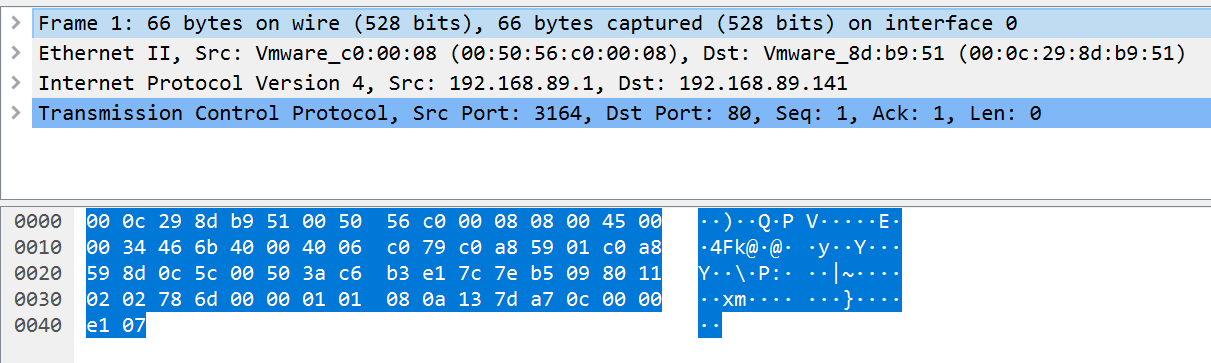 Frame 1: 66 bytes on wire (528 bits), 66 bytes captured (528 bits) on interface 0
Ethernet II, Src: Vmware_c0:00:08 (00:50:56:c0:00:08), Dst: Vmware_8d:b9:51 (00:0c:29:8d:b9:51)
Internet Protocol Version 4, Src: 192.168.89.1, Dst: 192.168.89.141
Transmission Control Protocol, Src Port: 3164, Dst Port: 80, Seq: 1, Ack: 1, Len: 0
0000 00 0c 29 8d b9 51 00 50 56 c0 00 08 08 00 45 00 ··)··Q·P V·····E·
0010 00 34 46 6b 40 00 40 06 c0 79 c0 a8 59 01 c0 a8 ·4Fk@·@· ·y··Y···
0020 59 8d 0c 5c 00 50 3a c6 b3 e1 7c 7e b5 09 80 11 Y··\·P:· ··|~····
0030 02 02 78 6d 00 00 01 01 08 0a 13 7d a7 0c 00 00 ··xm···· ···}····
0040 e1 07 ··